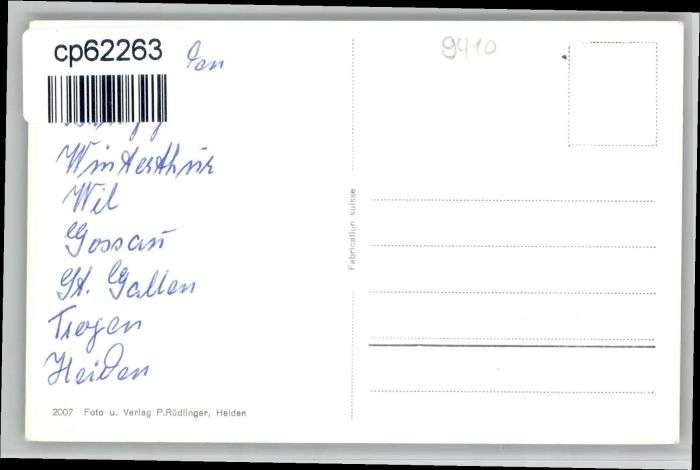 cp62263
9410
Winterthur
Wil
Gossau
St. Gallen
Trogen
Heiden
2007 Foto u. Verlag P.Rüdlinger, Heiden
Fabrication suisse